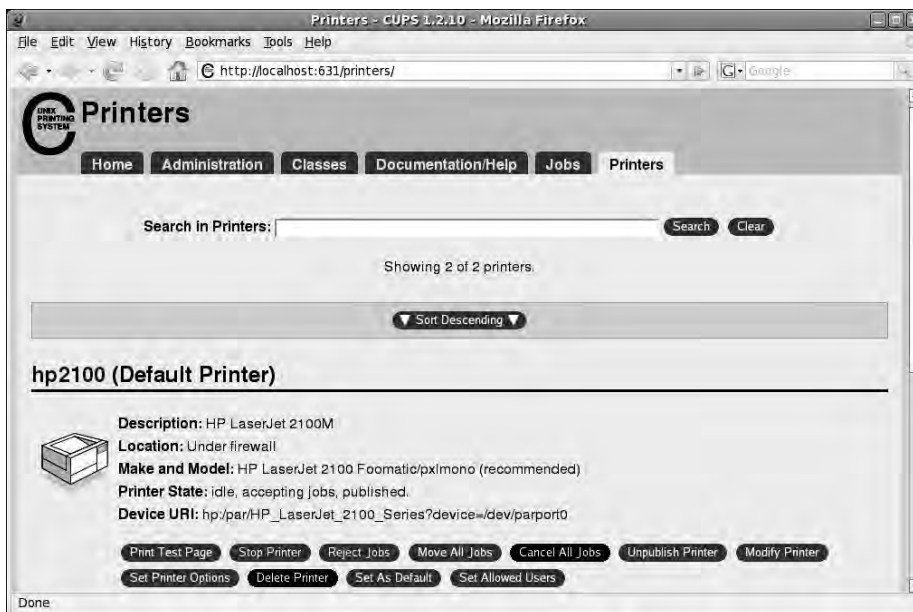 Printers - CUPS 1.2.10 - Mozilla Firefox
File Edit View History Bookmarks Tools Help
http://localhost:631/printers/ G Google
UNIX PRINTING SYSTEM
Printers
Home Administration Classes Documentation/Help Jobs Printers
Search in Printers: Search Clear
Showing 2 of 2 printers.
▼ Sort Descending ▼
hp2100 (Default Printer)
Description: HP LaserJet 2100M
Location: Under firewall
Make and Model: HP LaserJet 2100 Foomatic/pxlmono (recommended)
Printer State: idle, accepting jobs, published.
Device URI: hp:/par/HP_LaserJet_2100_Series?device=/dev/parport0
Print Test Page Stop Printer Reject Jobs Move All Jobs Cancel All Jobs Unpublish Printer Modify Printer
Set Printer Options Delete Printer Set As Default Set Allowed Users
Done